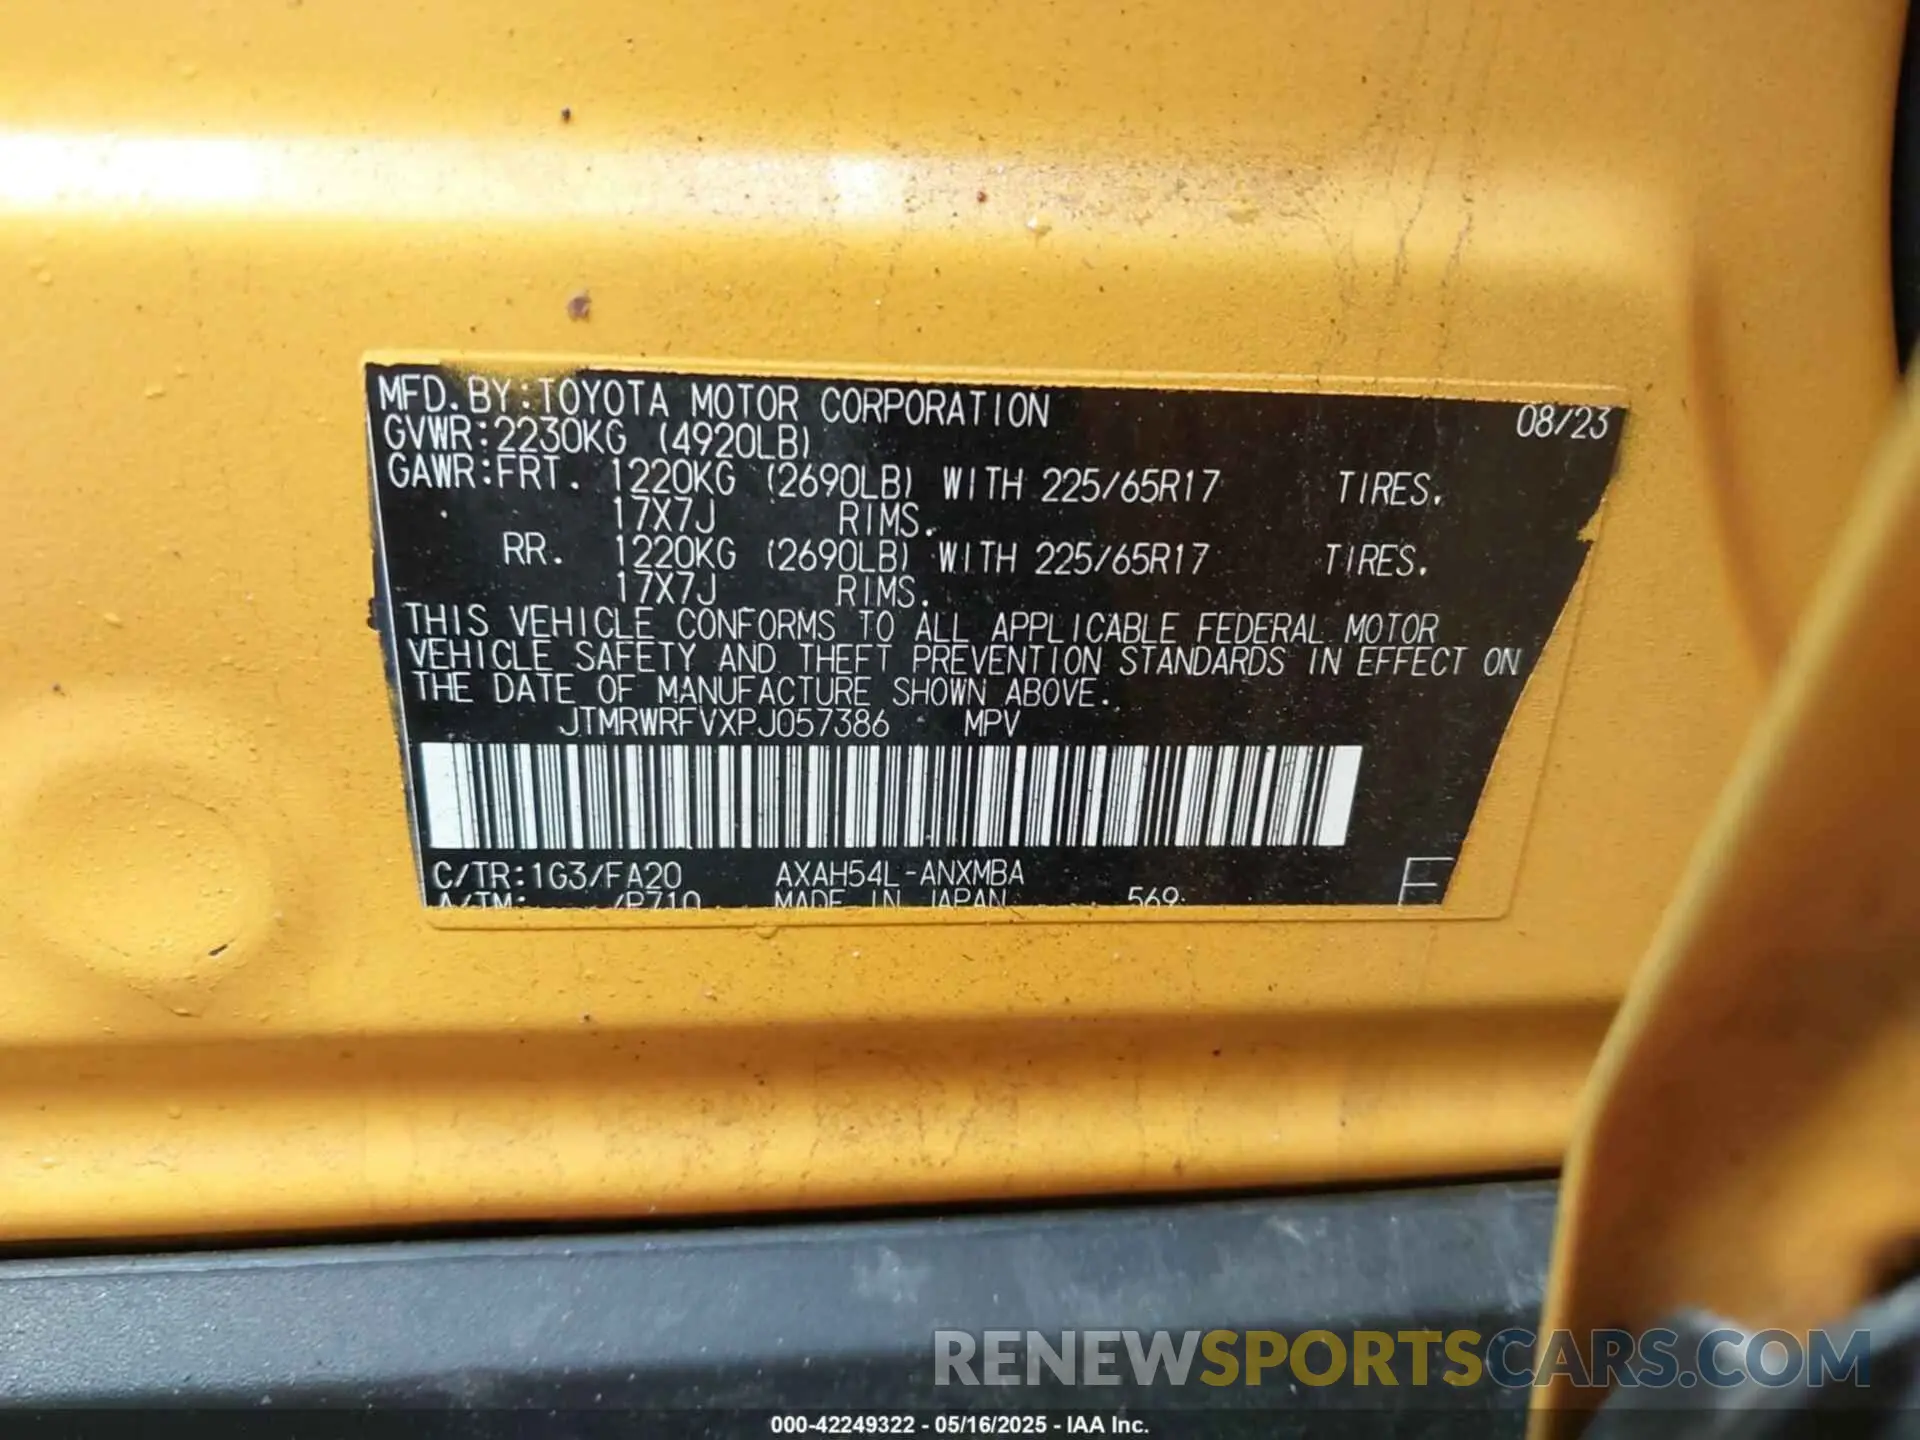 MFD. BY:TOYOTA MOTOR CORPORATION 08/23
GVWR:2230KG (4920LB)
GAWR:FRT. 1220KG (2690LB) WITH 225/65R17 TIRES.
17X7J RIMS.
RR. 1220KG (2690LB) WITH 225/65R17 TIRES.
17X7J RIMS.
THIS VEHICLE CONFORMS TO ALL APPLICABLE FEDERAL MOTOR
VEHICLE SAFETY AND THEFT PREVENTION STANDARDS IN EFFECT ON
THE DATE OF MANUFACTURE SHOWN ABOVE.
JTMRWRFVXPJ057386 MPV
C/TR:1G3/FA20 AXAH54L-ANXMBA E
A/TM: /P710 MADE IN JAPAN 569
RENEWSPORTSCARS.COM
000-42249322 - 05/16/2025 - IAA Inc.